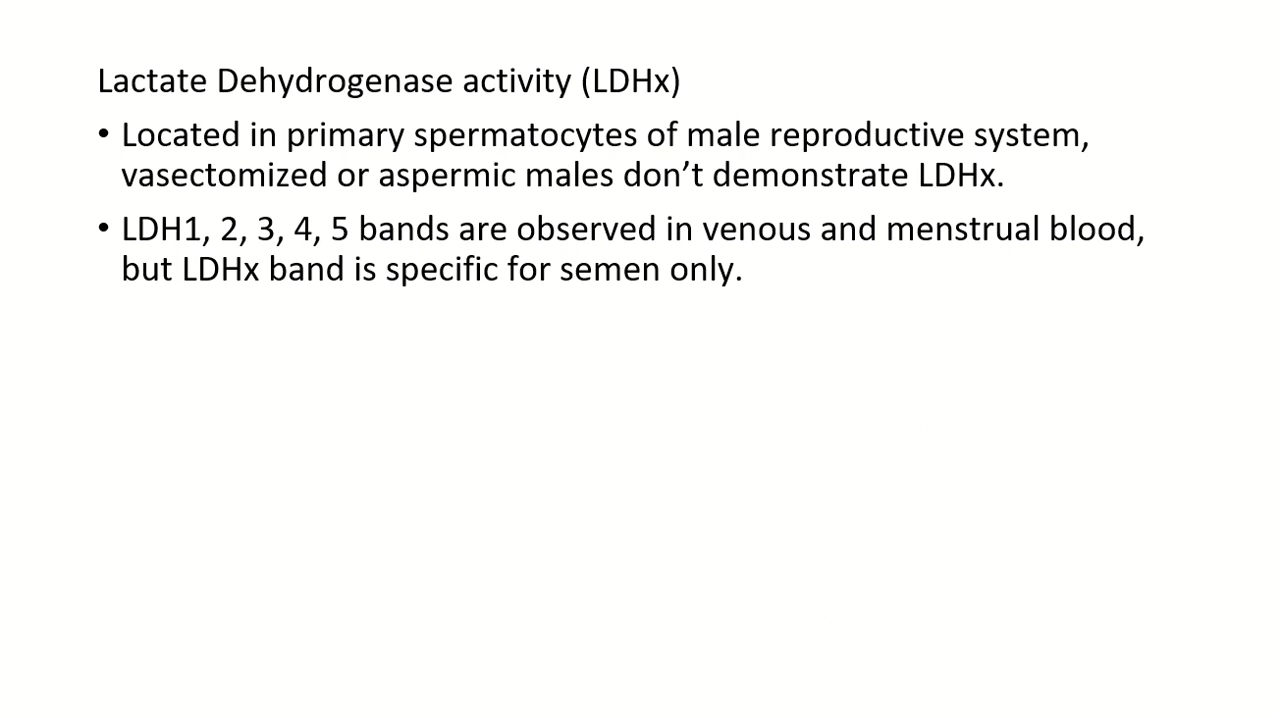 Lactate Dehydrogenase activity (LDHx)
• Located in primary spermatocytes of male reproductive system,
vasectomized or aspermic males don’t demonstrate LDHx.
• LDH1, 2, 3, 4, 5 bands are observed in venous and menstrual blood,
but LDHx band is specific for semen only.